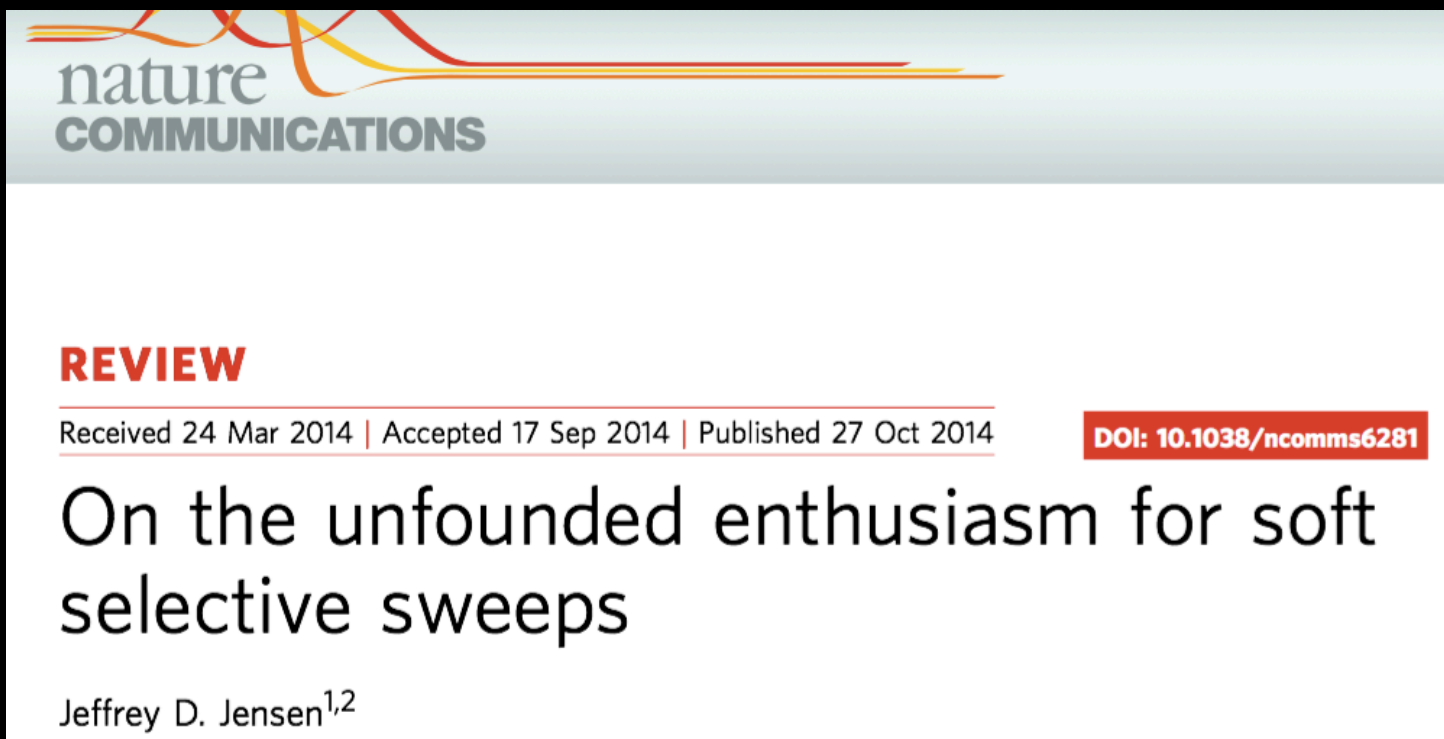 nature
COMMUNICATIONS
REVIEW
Received 24 Mar 2014 | Accepted 17 Sep 2014 | Published 27 Oct 2014
DOI: 10.1038/ncomms6281
On the unfounded enthusiasm for soft
selective sweeps
Jeffrey D. Jensen1,2